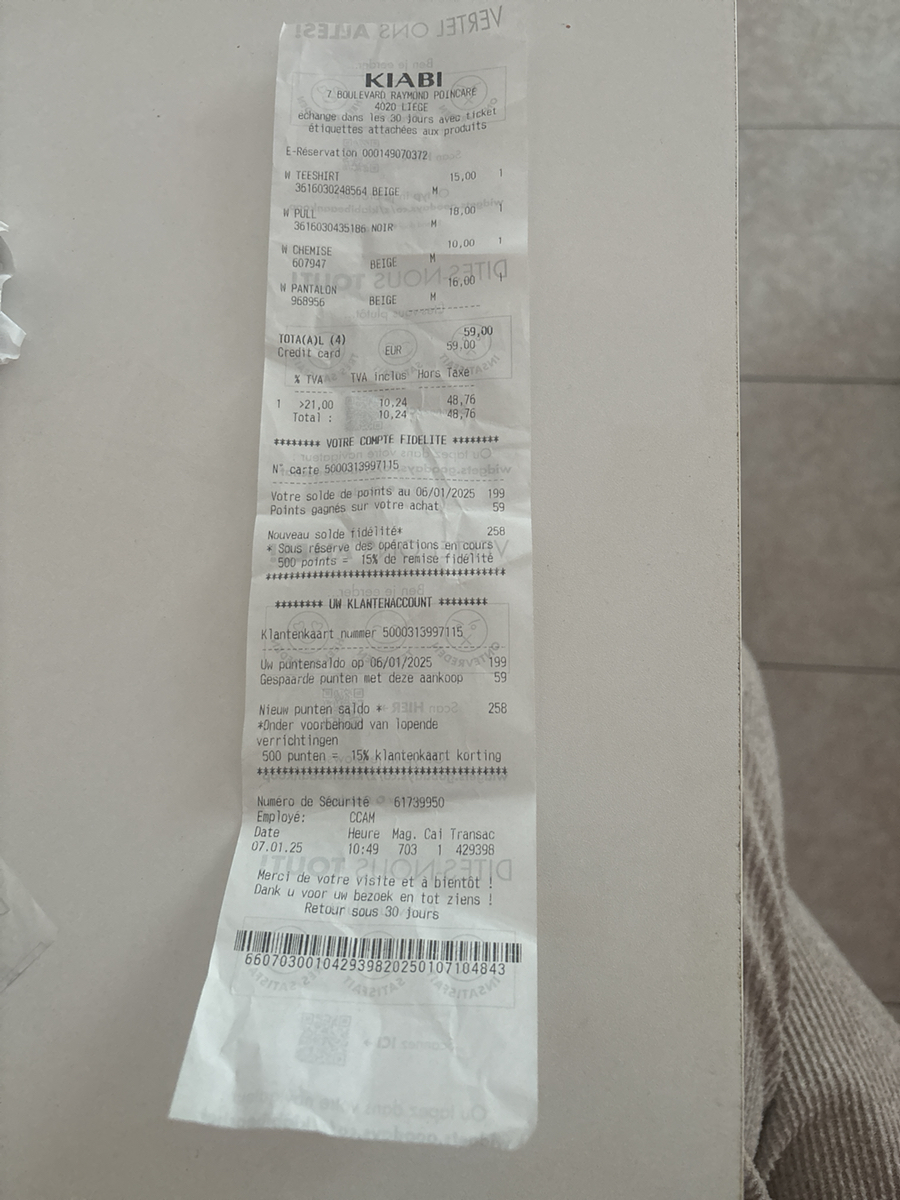 VERTEL ONS ALLES!
KIABI
7 BOULEVARD RAYMOND POINCARÉ
4020 LIEGE
échange dans les 30 jours avec ticket
étiquettes attachées aux produits
E-Réservation 000149070372
W TEESHIRT 15,00 1
3616030248564 BEIGE M
W PULL 18,00 1
3616030435186 NOIR M
W CHEMISE 10,00 1
607947 BEIGE M
W PANTALON 16,00 1
968956 BEIGE M
TOTA(A)L (4) 59,00
Credit card EUR 59,00
% TVA TVA inclus Hors Taxe
1 >21,00 10,24 48,76
Total : 10,24 48,76
******** VOTRE COMPTE FIDELITE ********
N° carte 5000313997115
Votre solde de points au 06/01/2025 199
Points gagnés sur votre achat 59
Nouveau solde fidélité* 258
* Sous réserve des opérations en cours
500 points = 15% de remise fidélité
****************************************
******** UW KLANTENACCOUNT ********
Klantenkaart nummer 5000313997115
Uw puntensaldo op 06/01/2025 199
Gespaarde punten met deze aankoop 59
Nieuw punten saldo * 258
*Onder voorbehoud van lopende
verrichtingen
500 punten = 15% klantenkaart korting
****************************************
Numéro de Sécurité 61739950
Employé: CCAM
Date Heure Mag. Cai Transac
07.01.25 10:49 703 1 429398
Merci de votre visite et à bientôt !
Dank u voor uw bezoek en tot ziens !
Retour sous 30 jours
660703001042939820250107104843